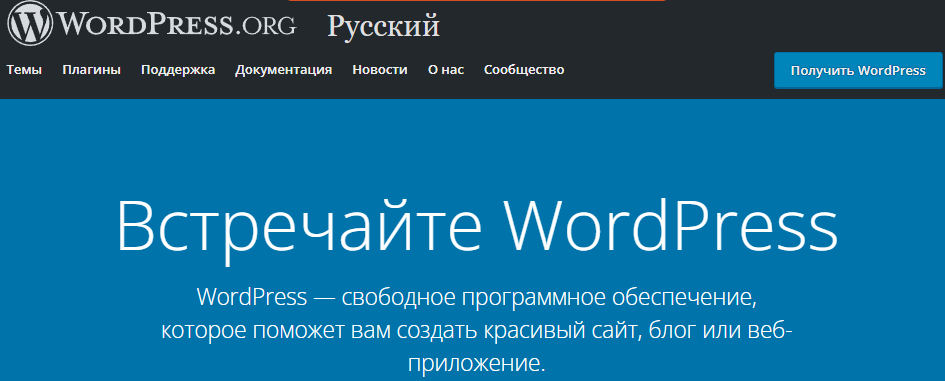 WORDPRESS.ORG Русский
Темы Плагины Поддержка Документация Новости О нас Сообщество Получить WordPress
Встречайте WordPress
WordPress — свободное программное обеспечение,
которое поможет вам создать красивый сайт, блог или веб-
приложение.